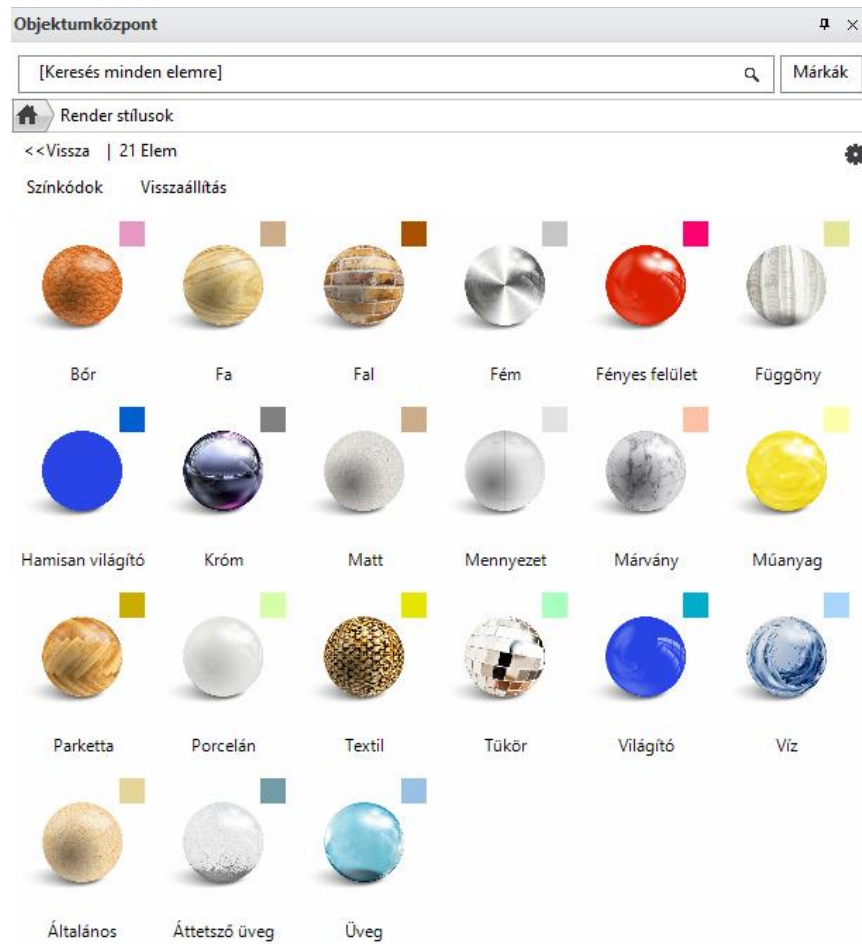 Objektumközpont
[Keresés minden elemre] Márkák
Render stílusok
<<Vissza | 21 Elem
Színkódok Visszaállítás
Bőr Fa Fal Fém Fényes felület Függöny
Hamisan világító Króm Matt Mennyezet Márvány Műanyag
Parketta Porcelán Textil Tükör Világító Víz
Általános Áttetsző üveg Üveg